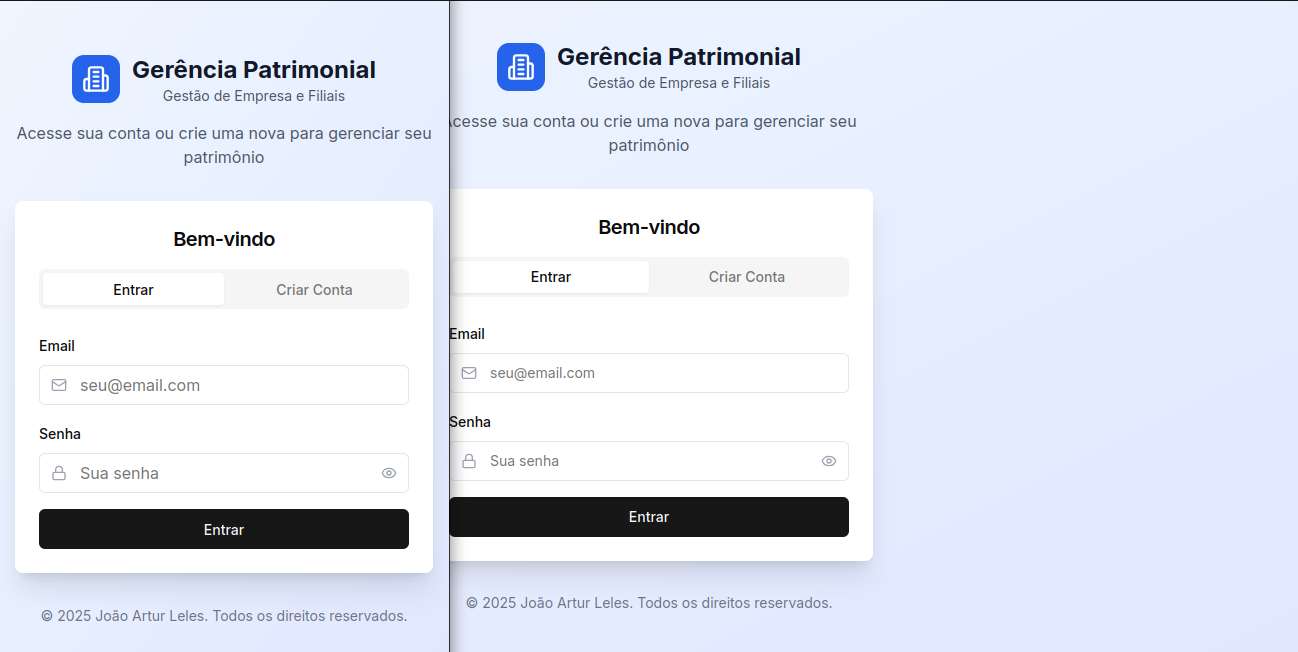 Gerência Patrimonial
Gestão de Empresa e Filiais
Acesse sua conta ou crie uma nova para gerenciar seu
patrimônio
Bem-vindo
Entrar
Criar Conta
Email
seu@email.com
Senha
Sua senha
Entrar
© 2025 João Artur Leles. Todos os direitos reservados.
Gerência Patrimonial
Gestão de Empresa e Filiais
Acesse sua conta ou crie uma nova para gerenciar seu
patrimônio
Bem-vindo
Entrar
Criar Conta
Email
seu@email.com
Senha
Sua senha
Entrar
© 2025 João Artur Leles. Todos os direitos reservados.